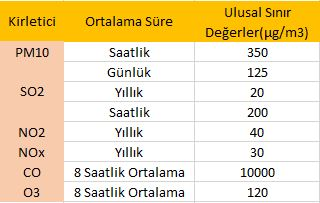 Kirletici Ortalama Süre Ulusal Sınır Değerler(µg/m3)
PM10 Saatlik 350
Günlük 125
SO2 Yıllık 20
Saatlik 200
NO2 Yıllık 40
NOx Yıllık 30
CO 8 Saatlik Ortalama 10000
O3 8 Saatlik Ortalama 120